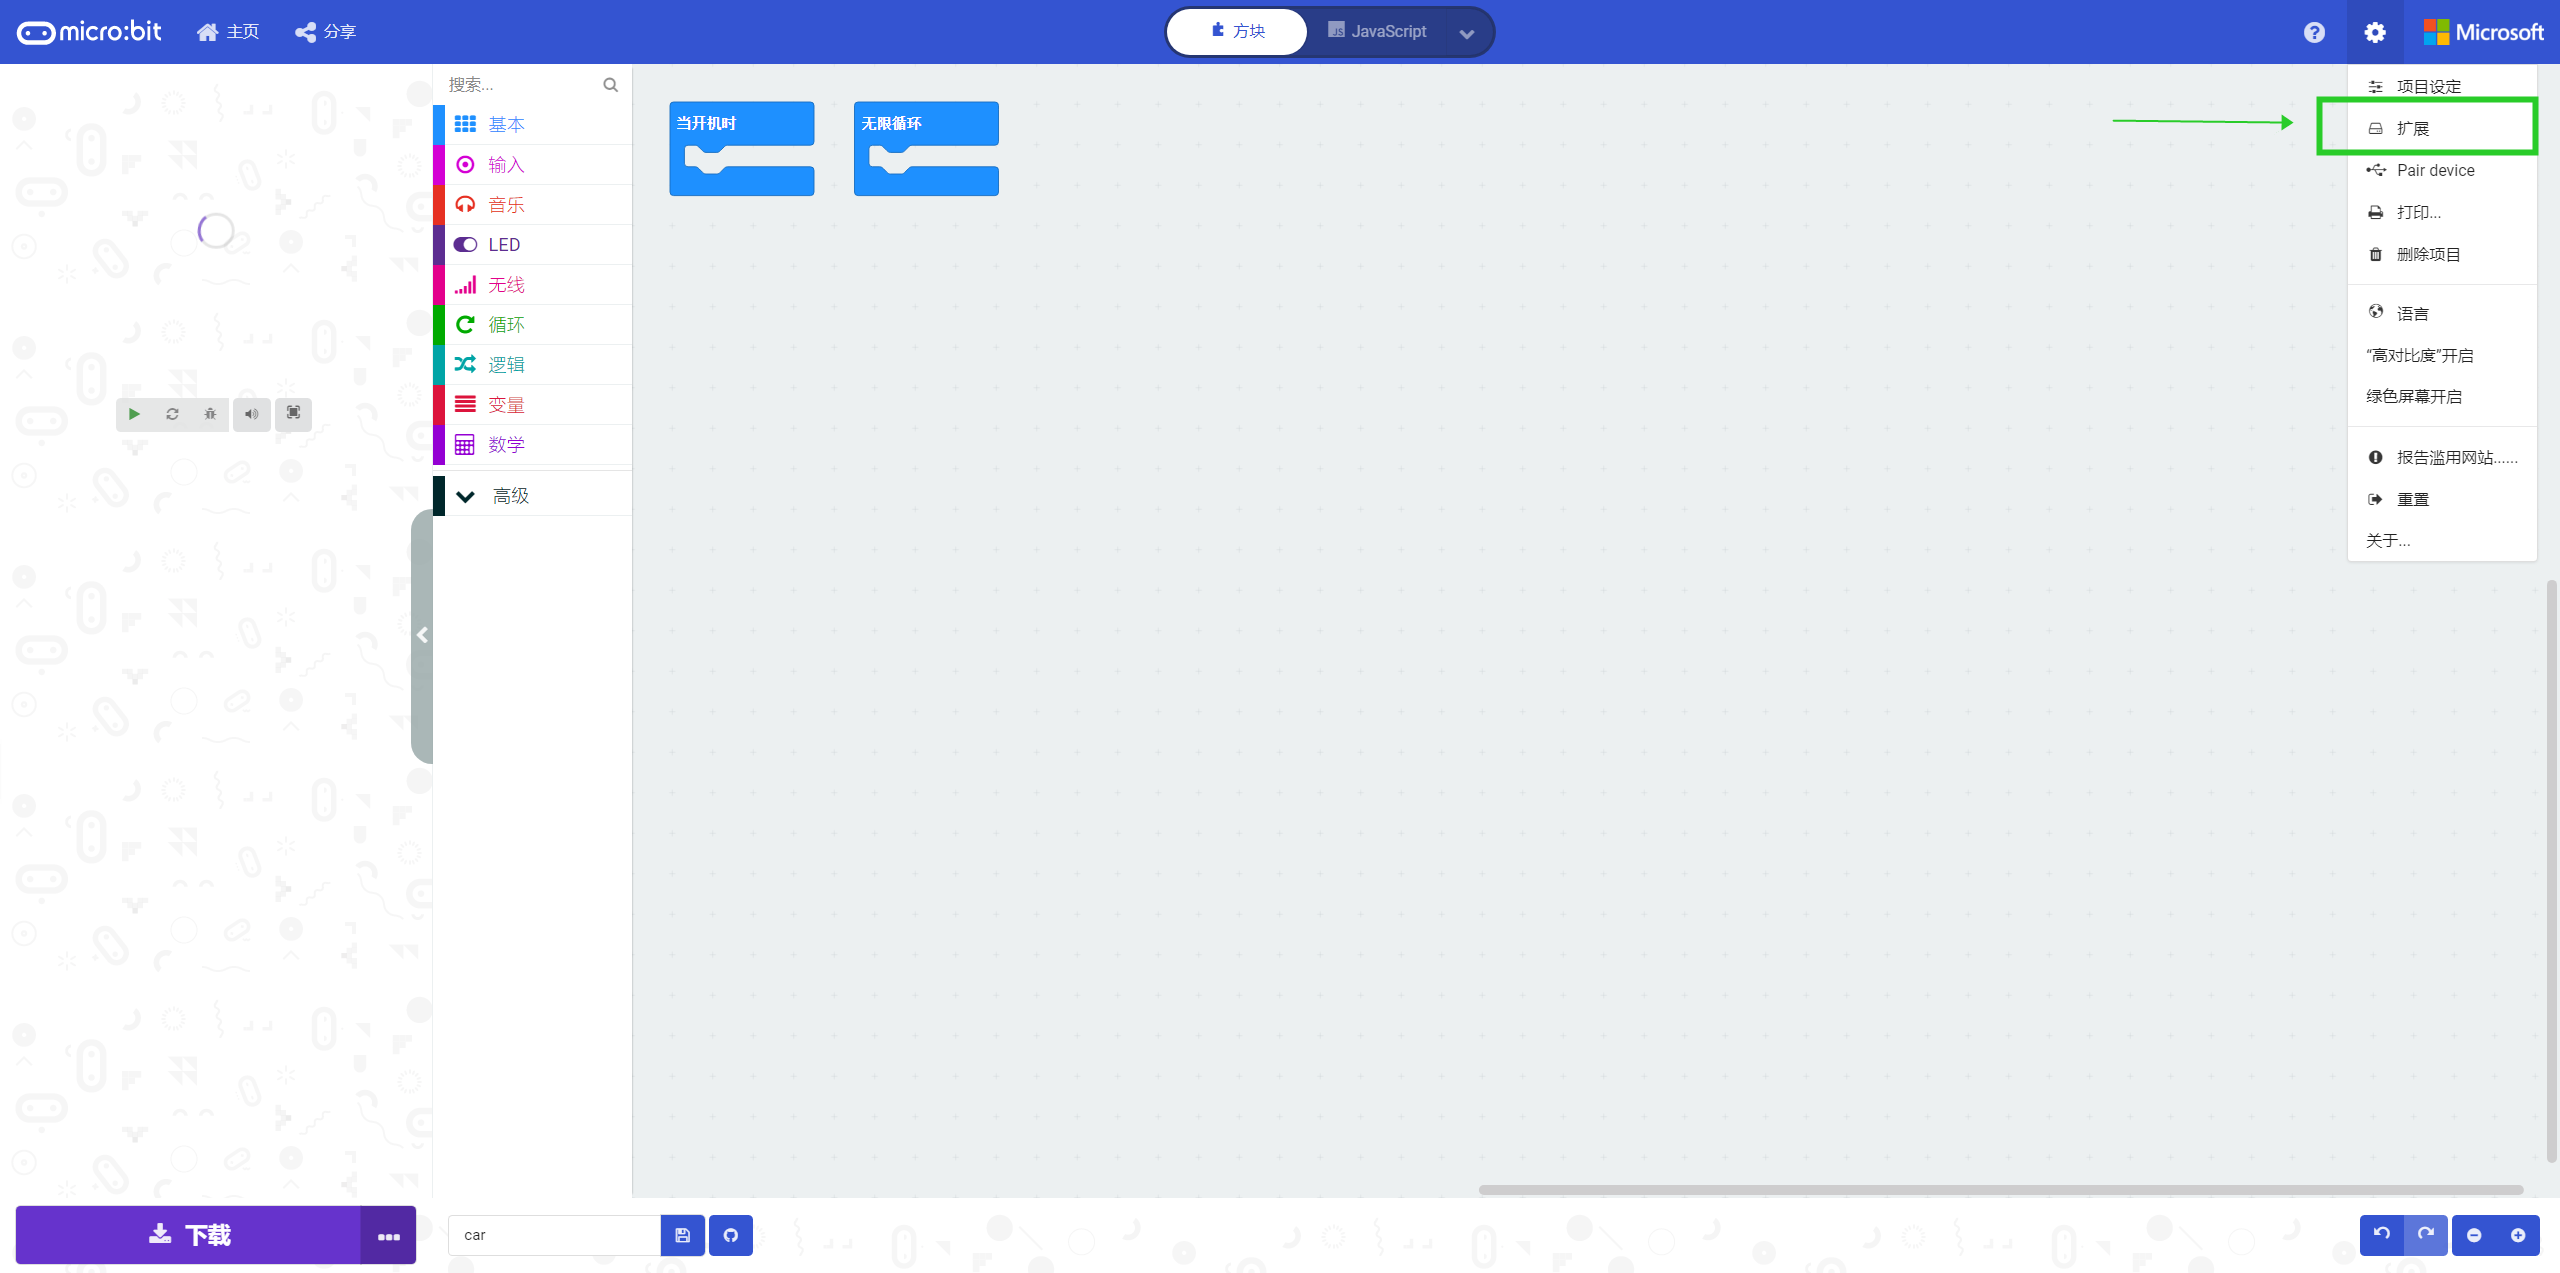 micro:bit
主页
分享
方块
JavaScript
Microsoft
搜索...
基本
输入
音乐
LED
无线
循环
逻辑
变量
数学
高级
当开机时
无限循环
项目设定
扩展
Pair device
打印...
删除项目
语言
“高对比度”开启
绿色屏幕开启
报告滥用网站......
重置
关于...
下载
car